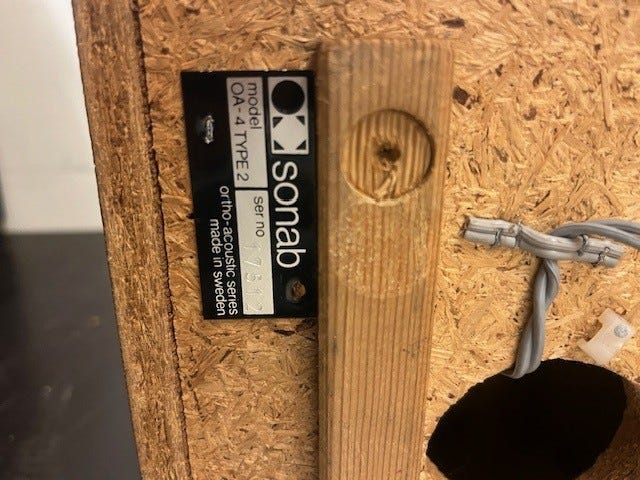 sonab
model
OA-4 TYPE 2
ser no
ortho-acoustic series
made in sweden